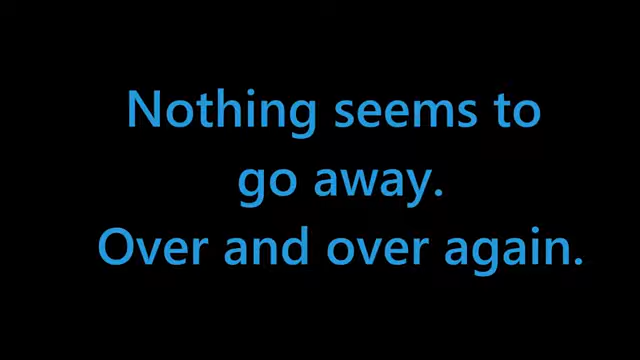 Nothing seems to
go away.
Over and over again.